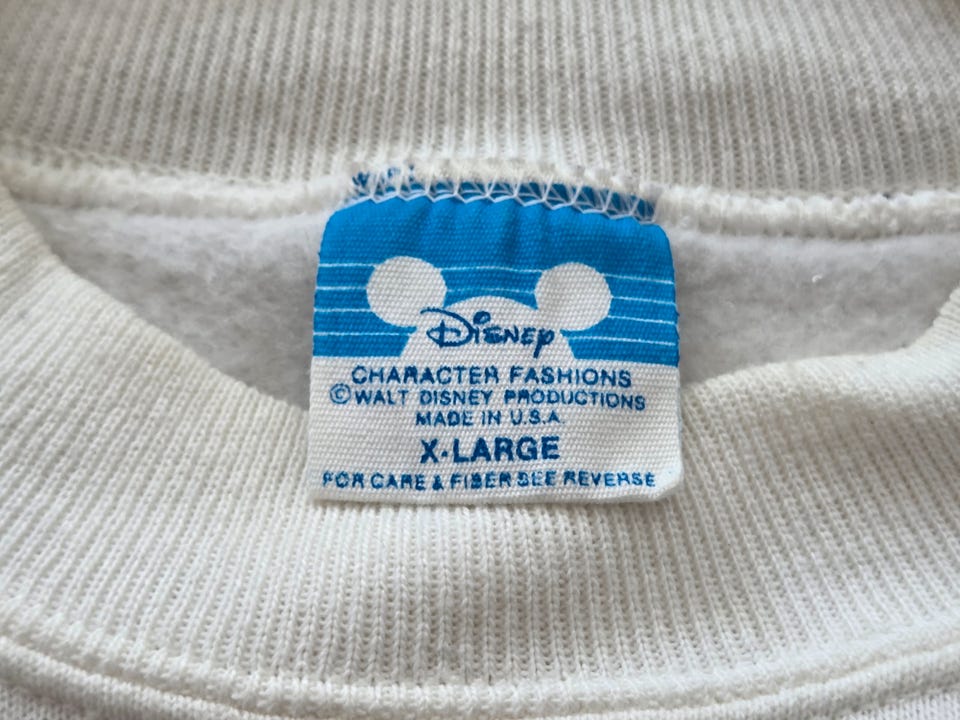 Disney
CHARACTER FASHIONS
©WALT DISNEY PRODUCTIONS
MADE IN U.S.A.
X-LARGE
FOR CARE & FIBER SEE REVERSE